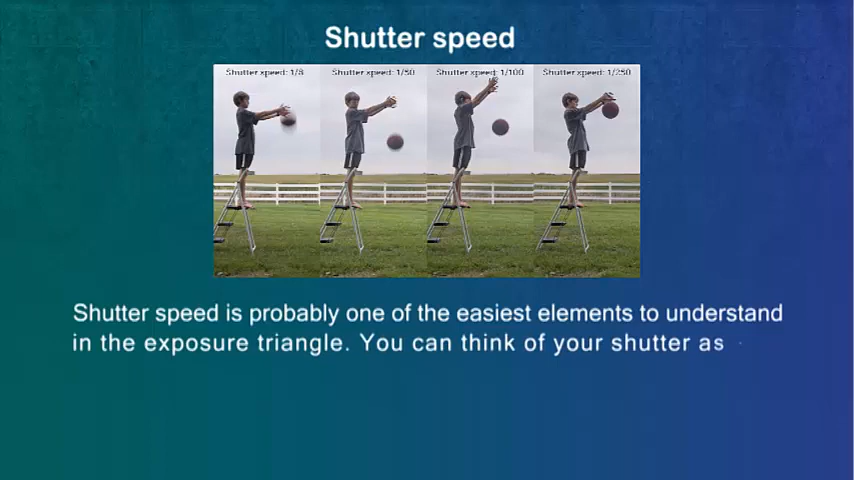 Shutter speed
Shutter speed: 1/8 Shutter speed: 1/50 Shutter speed: 1/100 Shutter speed: 1/250
Shutter speed is probably one of the easiest elements to understand
in the exposure triangle. You can think of your shutter as